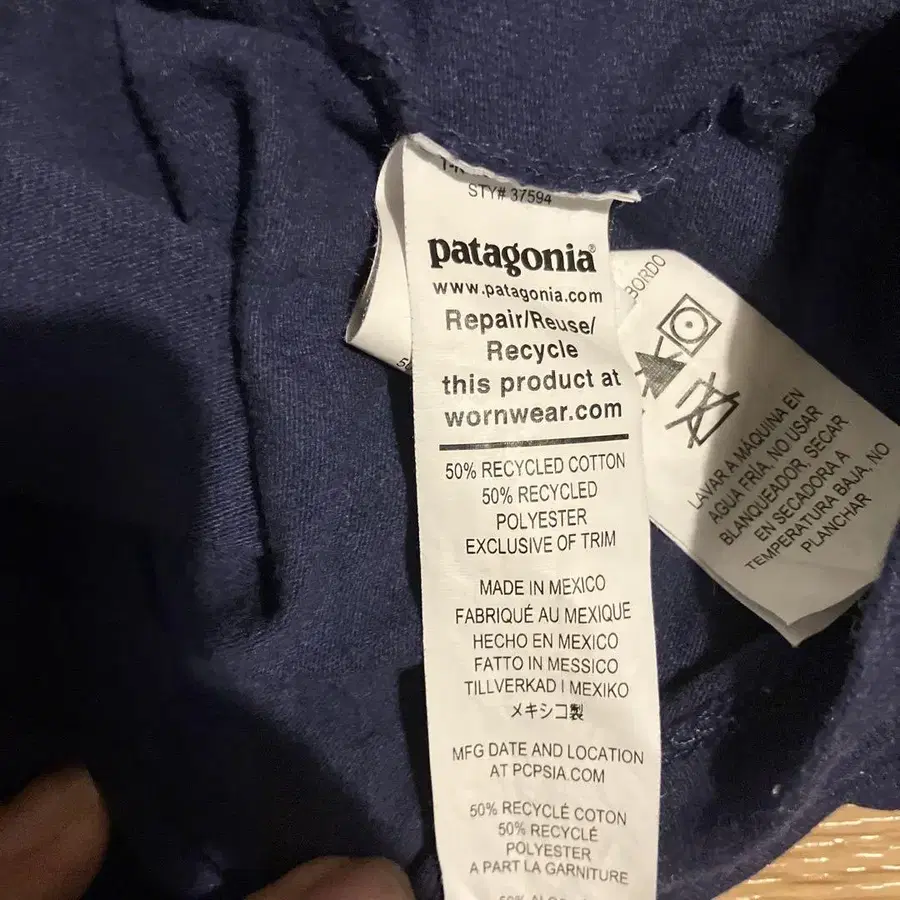 STY# 37594
patagonia®
www.patagonia.com
Repair/Reuse/
Recycle
this product at
wornwear.com
50% RECYCLED COTTON
50% RECYCLED
POLYESTER
EXCLUSIVE OF TRIM
MADE IN MEXICO
FABRIQUÉ AU MEXIQUE
HECHO EN MEXICO
FATTO IN MESSICO
TILLVERKAD I MEXIKO
メキシコ製
MFG DATE AND LOCATION
AT PCPSIA.COM
50% RECYCLÉ COTON
50% RECYCLÉ
POLYESTER
A PART LA GARNITURE
BORDO
LAVAR A MÁQUINA EN
AGUA FRÍA, NO USAR
BLANQUEADOR, SECAR
EN SECADORA A
TEMPERATURA BAJA, NO
PLANCHAR